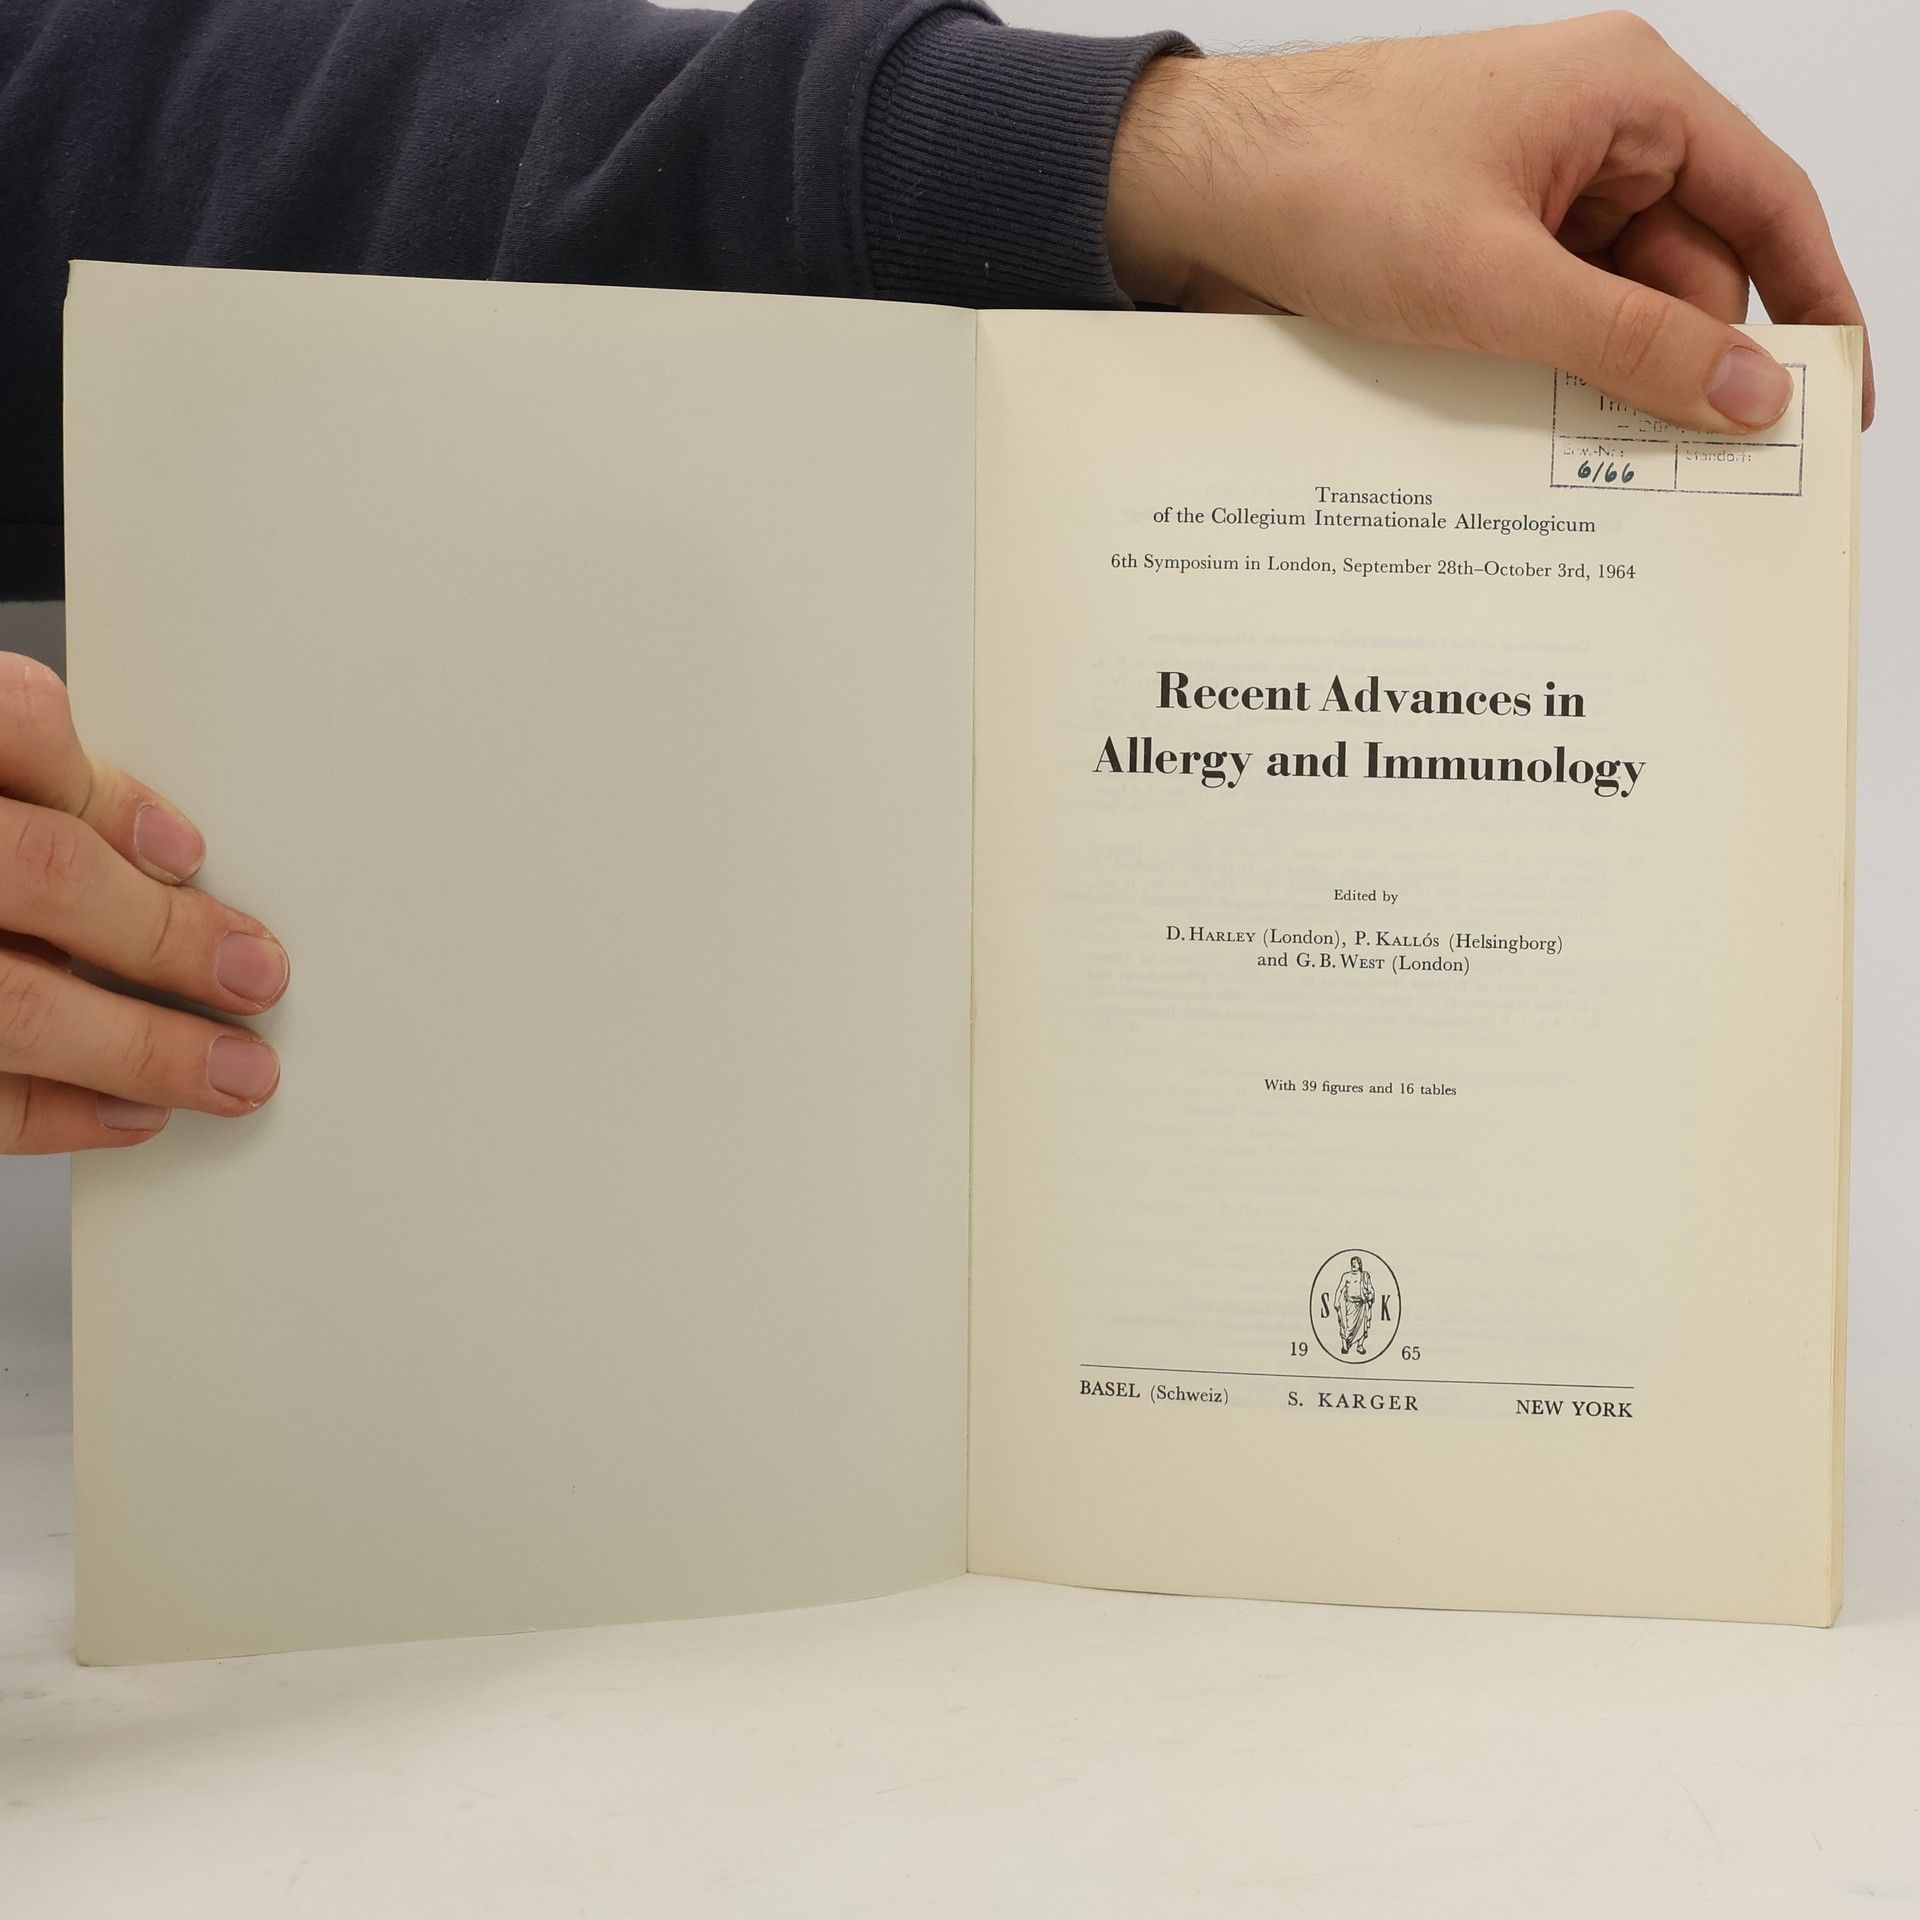 6/66
Transactions
of the Collegium Internationale Allergologicum
6th Symposium in London, September 28th–October 3rd, 1964
Recent Advances in
Allergy and Immunology
Edited by
D. HARLEY (London), P. KALLÓS (Helsingborg)
and G. B. WEST (London)
With 39 figures and 16 tables
S K
19 65
BASEL (Schweiz) S. KARGER NEW YORK